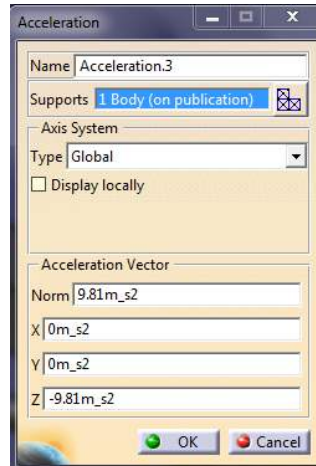 Acceleration
Name Acceleration.3
Supports 1 Body (on publication)
Axis System
Type Global
Display locally
Acceleration Vector
Norm 9.81m_s2
X 0m_s2
Y 0m_s2
Z -9.81m_s2
OK Cancel